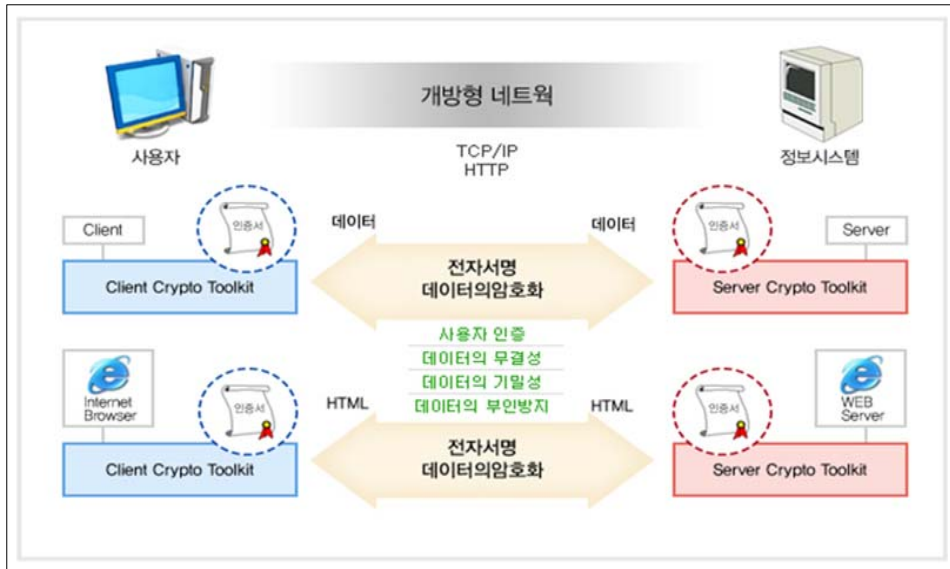 개방형 네트웍
사용자
TCP/IP
HTTP
정보시스템
Client
인증서
데이터
데이터
인증서
Server
Client Crypto Toolkit
전자서명
데이터의암호화
Server Crypto Toolkit
사용자 인증
데이터의 무결성
데이터의 기밀성
데이터의 부인방지
Internet
Browser
인증서
HTML
HTML
인증서
WEB
Server
Client Crypto Toolkit
전자서명
데이터의암호화
Server Crypto Toolkit